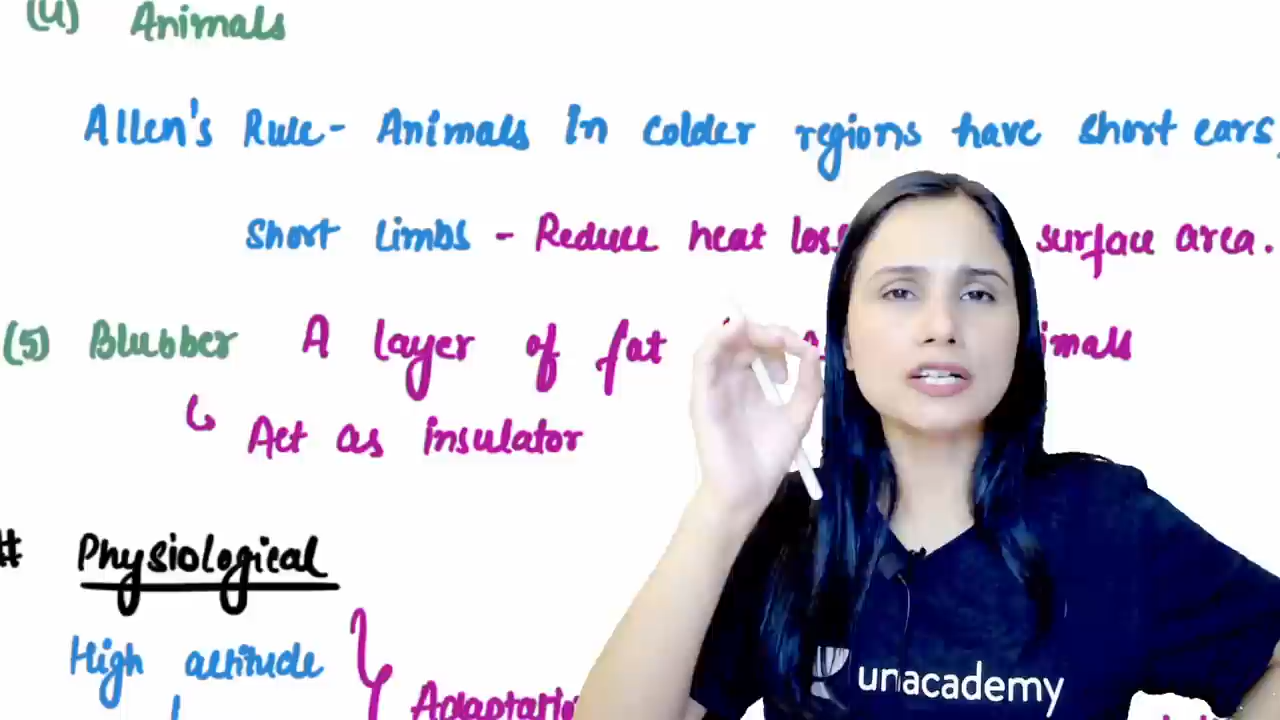 (4) Animals
Allen's Rule- Animals In colder regions have short ears,
short limbs - Reduce heat loss surface area.
(5) Blubber A layer of fat
Act as insulator
# Physiological
High altitude
unacademy